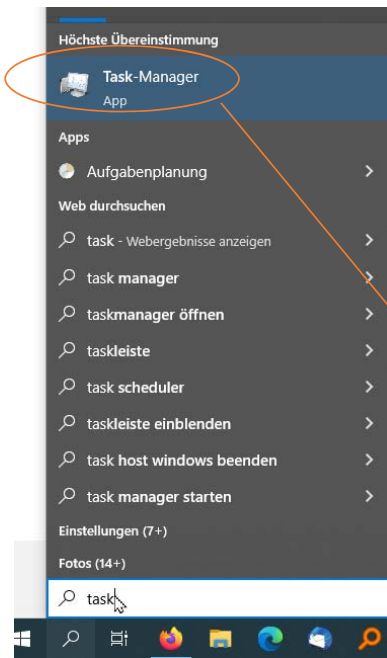 Höchste Übereinstimmung
Task-Manager
App
Apps
Aufgabenplanung
Web durchsuchen
task - Webergebnisse anzeigen
task manager
taskmanager öffnen
taskleiste
task scheduler
taskleiste einblenden
task host windows beenden
task manager starten
Einstellungen (7+)
Fotos (14+)
task